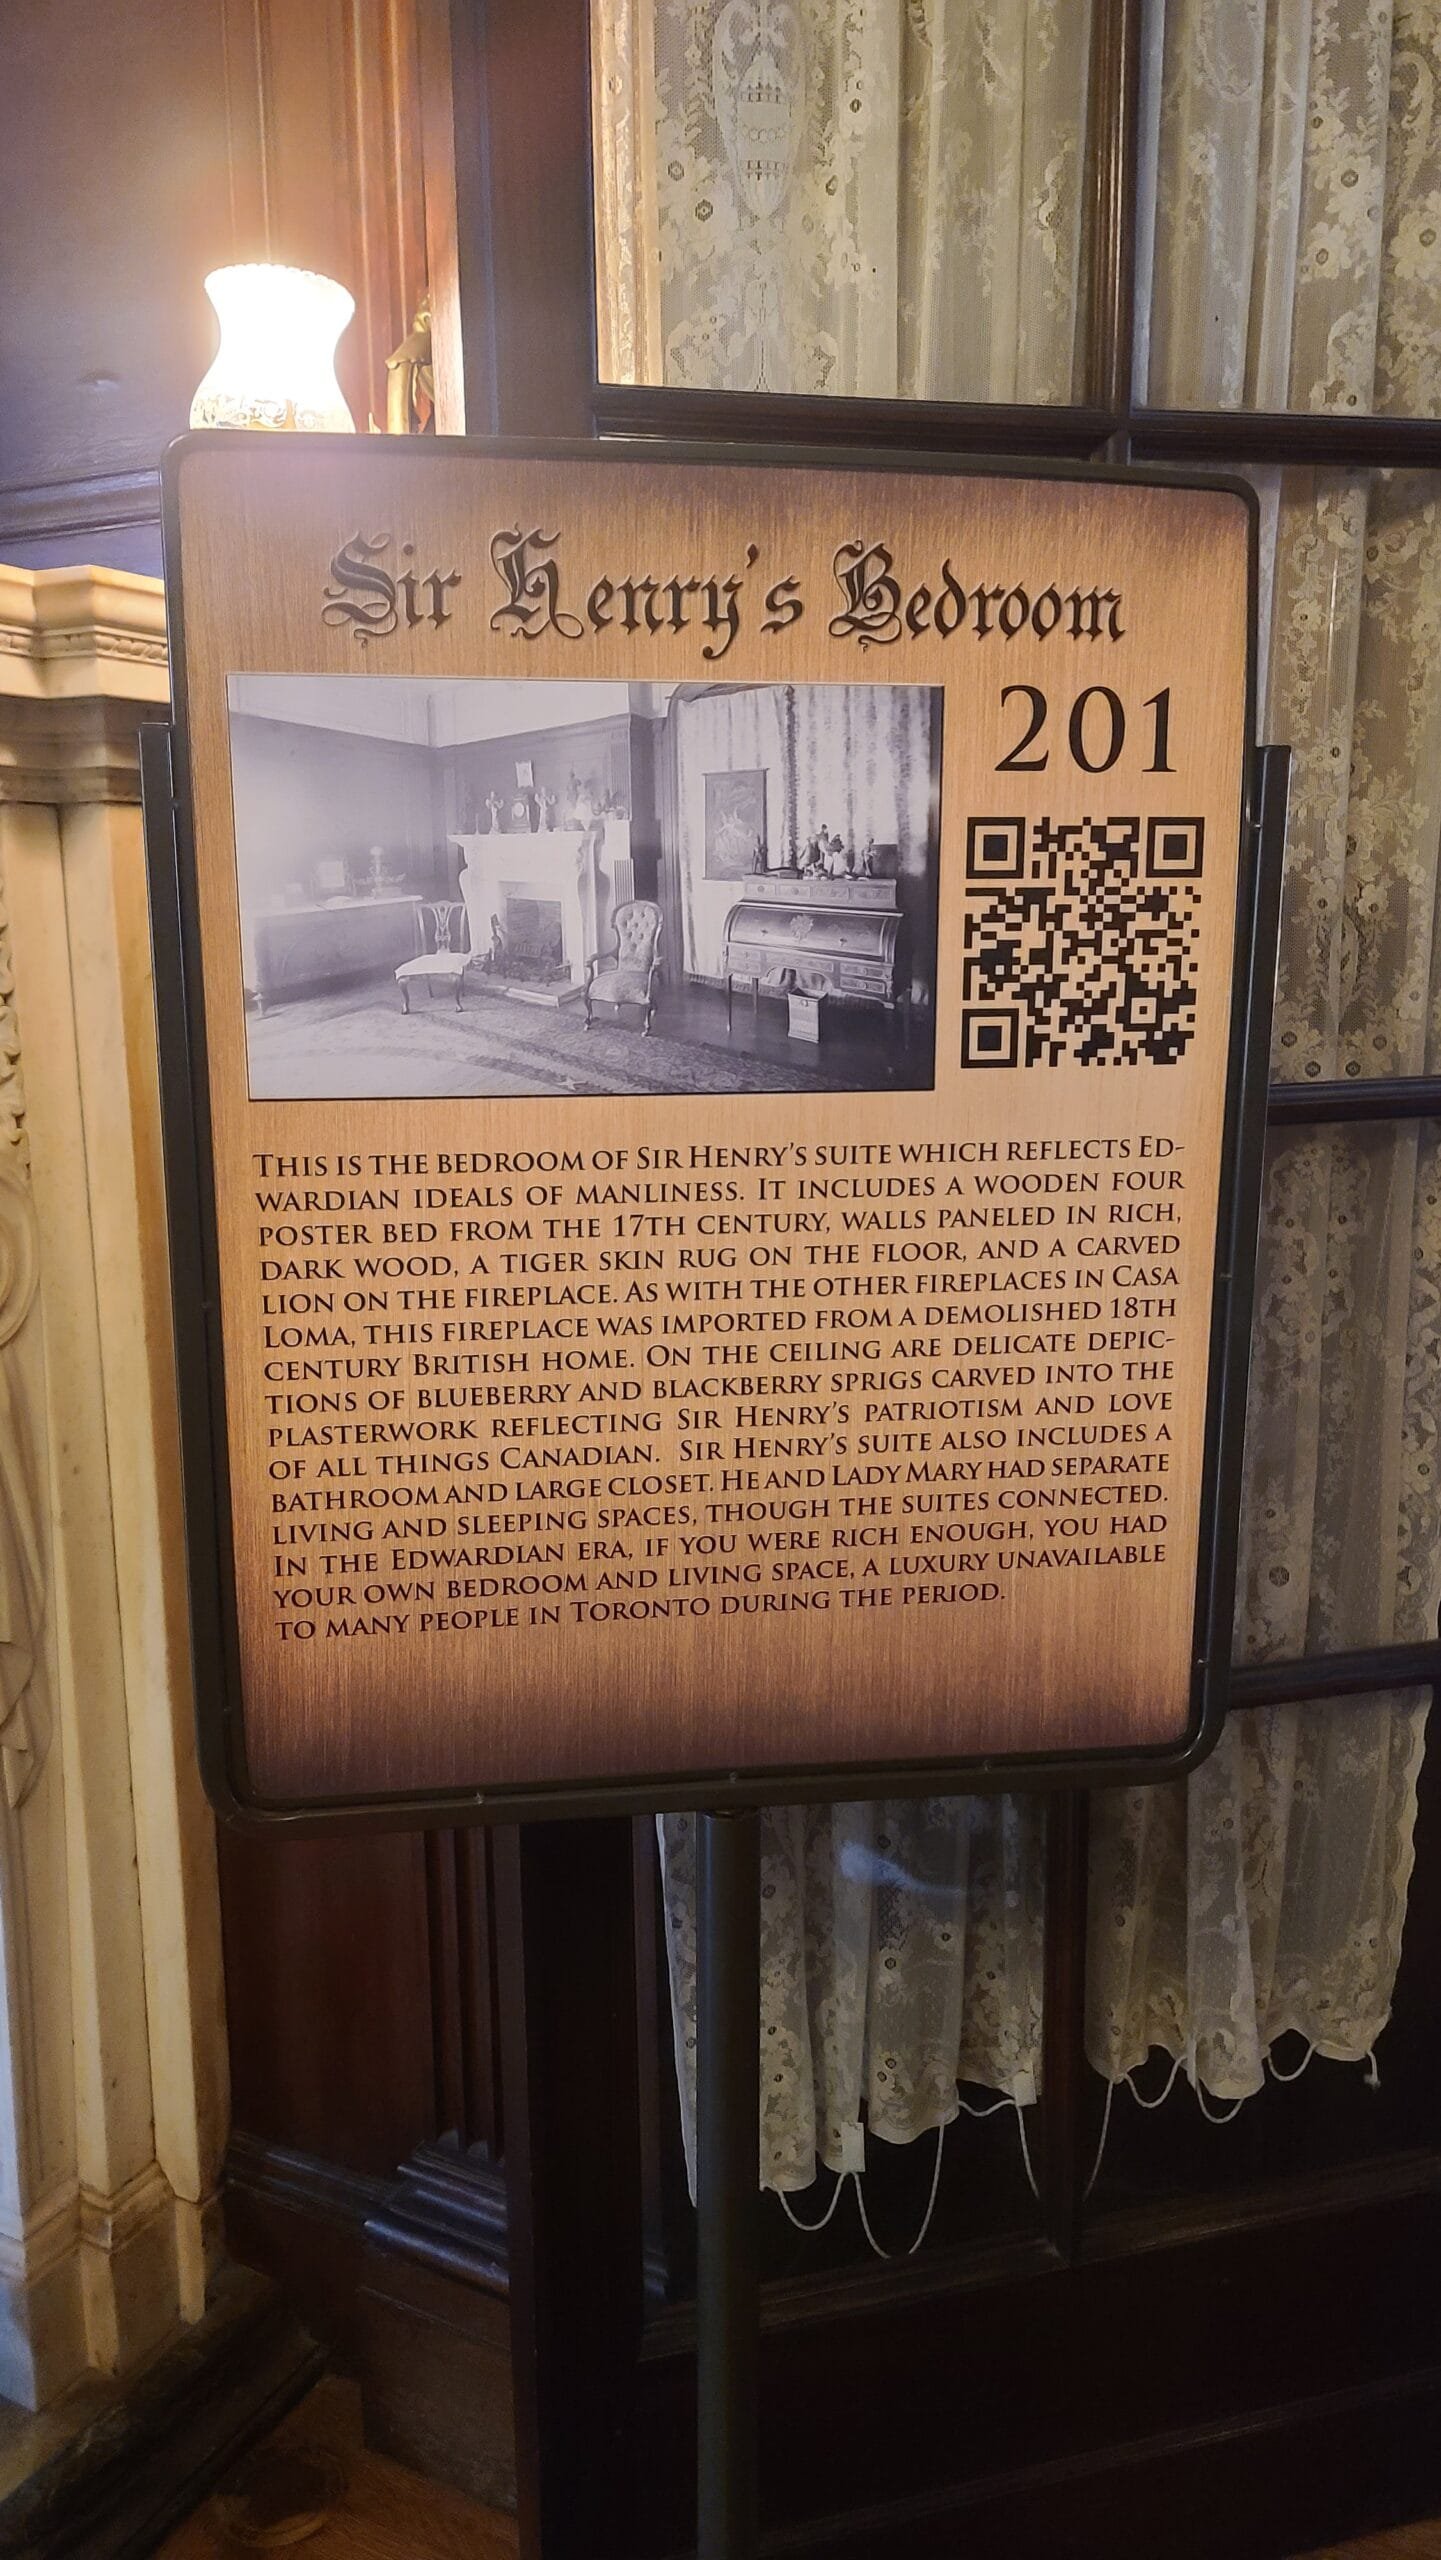 Sir Henry's Bedroom
201
THIS IS THE BEDROOM OF SIR HENRY'S SUITE WHICH REFLECTS ED-
WARDIAN IDEALS OF MANLINESS. IT INCLUDES A WOODEN FOUR
POSTER BED FROM THE 17TH CENTURY, WALLS PANELED IN RICH,
DARK WOOD, A TIGER SKIN RUG ON THE FLOOR, AND A CARVED
LION ON THE FIREPLACE. AS WITH THE OTHER FIREPLACES IN CASA
LOMA, THIS FIREPLACE WAS IMPORTED FROM A DEMOLISHED 18TH
CENTURY BRITISH HOME. ON THE CEILING ARE DELICATE DEPIC-
TIONS OF BLUEBERRY AND BLACKBERRY SPRIGS CARVED INTO THE
PLASTERWORK REFLECTING SIR HENRY'S PATRIOTISM AND LOVE
OF ALL THINGS CANADIAN. SIR HENRY'S SUITE ALSO INCLUDES A
BATHROOM AND LARGE CLOSET. HE AND LADY MARY HAD SEPARATE
LIVING AND SLEEPING SPACES, THOUGH THE SUITES CONNECTED.
IN THE EDWARDIAN ERA, IF YOU WERE RICH ENOUGH, YOU HAD
YOUR OWN BEDROOM AND LIVING SPACE, A LUXURY UNAVAILABLE
TO MANY PEOPLE IN TORONTO DURING THE PERIOD.